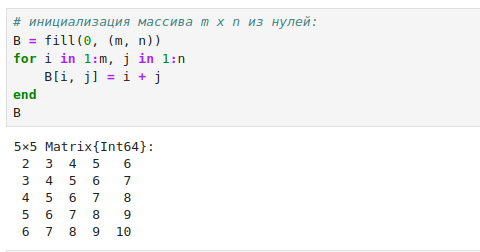 # инициализация массива m x n из нулей:
B = fill(0, (m, n))
for i in 1:m, j in 1:n
    B[i, j] = i + j
end
B
5×5 Matrix{Int64}:
 2  3  4  5   6
 3  4  5  6   7
 4  5  6  7   8
 5  6  7  8   9
 6  7  8  9  10